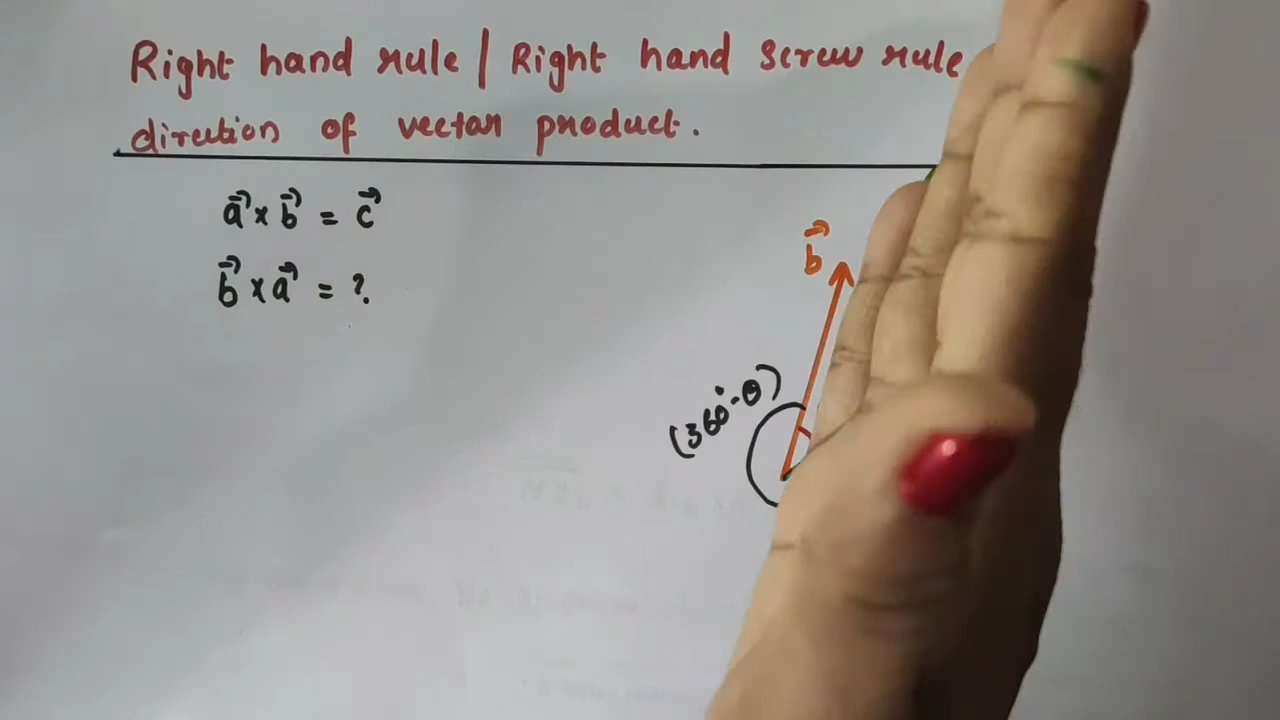 Right hand rule / Right hand screw rule
direction of vector product.
a⃗ × b⃗ = c⃗
b⃗ × a⃗ = ?
b⃗
(360°-θ)